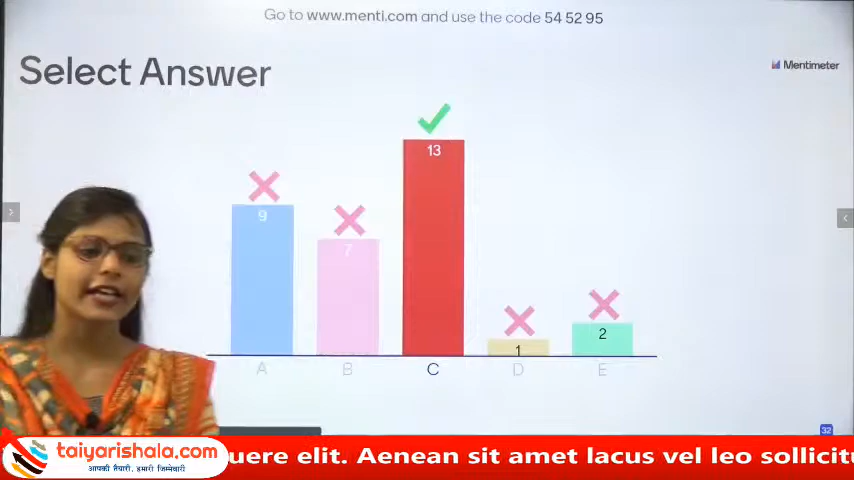 Go to www.menti.com and use the code 54 52 95
Select Answer
Mentimeter
13
9
7
2
1
A B C D E
32
taiyarishala.com
आपकी तैयारी, हमारी जिम्मेवारी
uere elit. Aenean sit amet lacus vel leo sollicitu